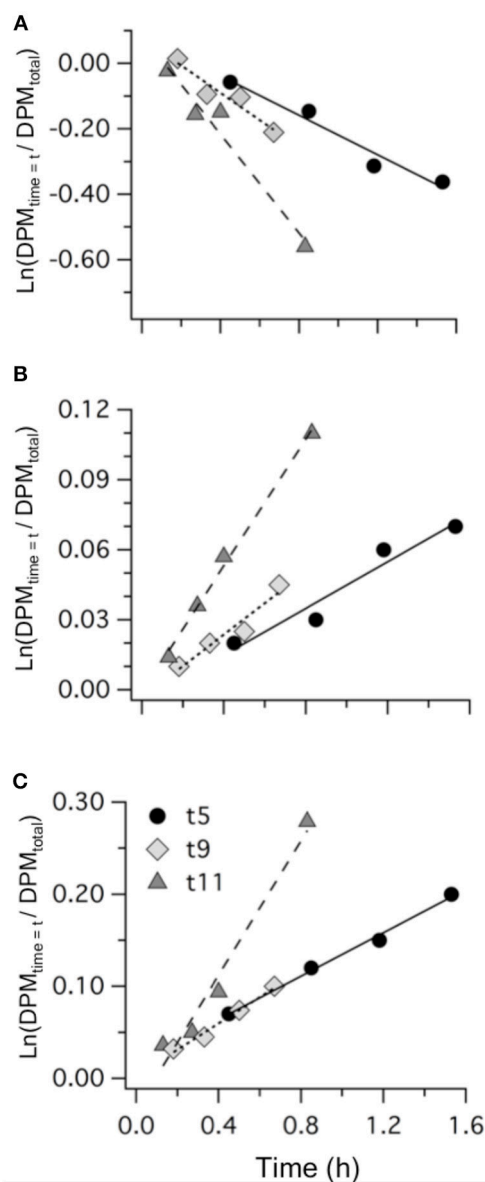 A
0.00
-0.20
-0.40
-0.60
Ln(DPMtime = t / DPMtotal)
B
0.12
0.09
0.06
0.03
0.00
Ln(DPMtime = t / DPMtotal)
C
0.30
0.20
0.10
0.00
Ln(DPMtime = t / DPMtotal)
t5
t9
t11
0.0 0.4 0.8 1.2 1.6
Time (h)